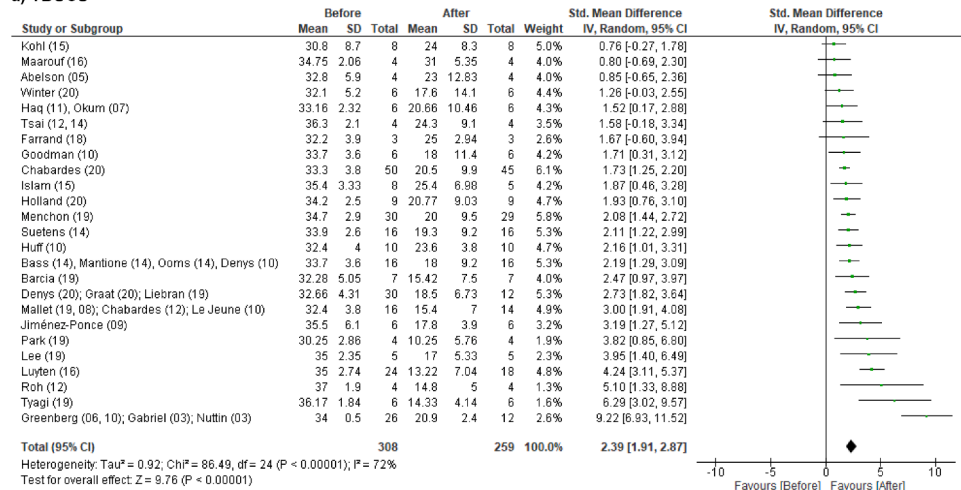 Before After Std. Mean Difference Std. Mean Difference
Study or Subgroup Mean SD Total Mean SD Total Weight IV, Random, 95% CI IV, Random, 95% CI
Kohl (15) 30.8 8.7 8 24 8.3 8 5.0% 0.76 [-0.27, 1.78]
Maarouf (16) 34.75 2.06 4 31 5.35 4 4.0% 0.80 [-0.69, 2.30]
Abelson (05) 32.8 5.9 4 23 12.83 4 4.0% 0.85 [-0.65, 2.36]
Winter (20) 32.1 5.2 6 17.6 14.1 6 4.4% 1.26 [-0.03, 2.55]
Haq (11), Okum (07) 33.16 2.32 6 20.66 10.46 6 4.3% 1.52 [0.17, 2.88]
Tsai (12, 14) 36.3 2.1 4 24.3 9.1 4 3.4% 1.58 [-0.18, 3.34]
Farrand (18) 32.2 3.9 3 25 2.94 3 2.6% 1.67 [-0.60, 3.94]
Goodman (10) 33.7 3.6 6 18 11.4 6 4.2% 1.71 [0.31, 3.12]
Chabardes (20) 33.3 3.8 50 20.5 9.9 45 6.1% 1.73 [1.25, 2.20]
Islam (15) 35.4 3.33 8 25.4 6.98 5 4.2% 1.87 [0.46, 3.28]
Holland (20) 34.2 2.5 9 20.77 9.03 9 4.7% 1.93 [0.76, 3.10]
Menchon (19) 34.7 2.9 30 20 9.5 29 5.8% 2.08 [1.44, 2.72]
Suetens (14) 33.9 2.6 16 19.3 9.2 16 5.3% 2.11 [1.22, 2.99]
Huff (10) 32.4 4 10 23.6 3.8 10 4.7% 2.16 [1.01, 3.31]
Bass (14), Mantione (14), Ooms (14), Denys (10) 33.7 3.6 16 18 9.2 16 5.3% 2.19 [1.29, 3.09]
Barcia (19) 32.28 5.05 7 15.42 7.5 7 4.0% 2.47 [0.97, 3.97]
Denys (20); Graat (20); Liebran (19) 32.66 4.31 30 18.5 6.73 12 5.3% 2.73 [1.82, 3.64]
Mallet (19, 08); Chabardes (12); Le Jeune (10) 32.4 3.8 16 15.4 7 14 4.9% 3.00 [1.91, 4.08]
Jiménez-Ponce (09) 35.5 6.1 6 17.8 3.9 6 3.2% 3.19 [1.27, 5.12]
Park (19) 30.25 2.86 4 10.25 5.76 4 1.9% 3.82 [0.85, 6.80]
Lee (19) 35 2.35 5 17 5.33 5 2.3% 3.95 [1.40, 6.49]
Luyten (16) 35 2.74 24 13.22 7.04 18 4.8% 4.24 [3.11, 5.37]
Roh (12) 37 1.9 4 14.8 5 4 1.3% 5.10 [1.33, 8.88]
Tyagi (19) 36.17 1.84 6 14.33 4.14 6 1.6% 6.29 [3.02, 9.57]
Greenberg (06, 10); Gabriel (03); Nuttin (03) 34 0.5 26 20.9 2.4 12 2.6% 9.22 [6.93, 11.52]
Total (95% CI) 308 259 100.0% 2.39 [1.91, 2.87]
Heterogeneity: Tau² = 0.92; Chi² = 86.49, df = 24 (P < 0.00001); I² = 72%
Test for overall effect: Z = 9.76 (P < 0.00001)
-10 -5 0 5 10
Favours [Before] Favours [After]